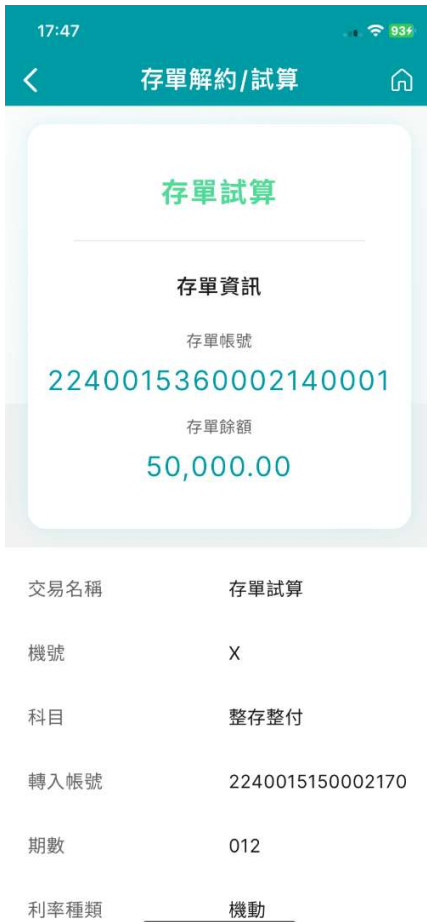 17:47
93
存單解約/試算
存單試算
存單資訊
存單帳號
2240015360002140001
存單餘額
50,000.00
交易名稱 存單試算
機號 X
科目 整存整付
轉入帳號 2240015150002170
期數 012
利率種類 機動